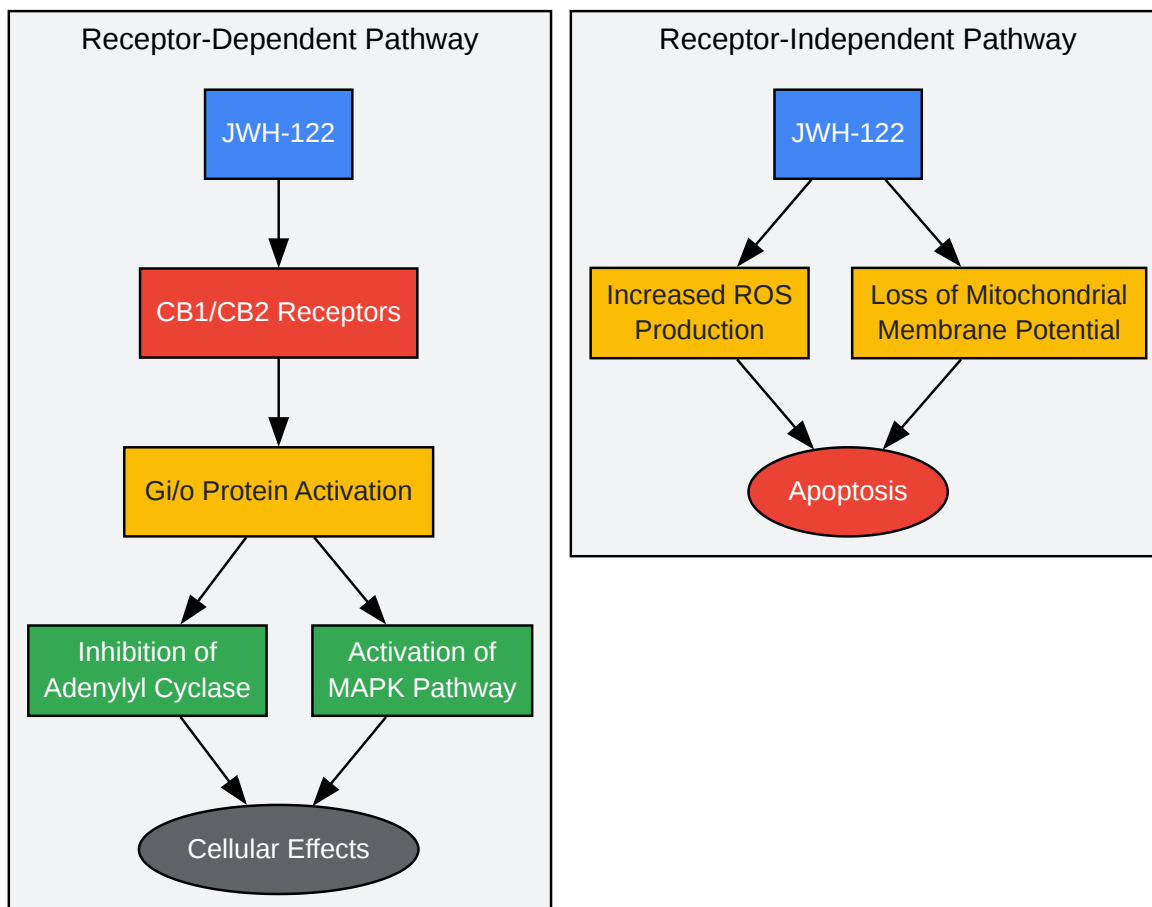 Receptor-Dependent Pathway
JWH-122
CB1/CB2 Receptors
Gi/o Protein Activation
Inhibition of
Adenylyl Cyclase
Activation of
MAPK Pathway
Cellular Effects
Receptor-Independent Pathway
JWH-122
Increased ROS
Production
Loss of Mitochondrial
Membrane Potential
Apoptosis